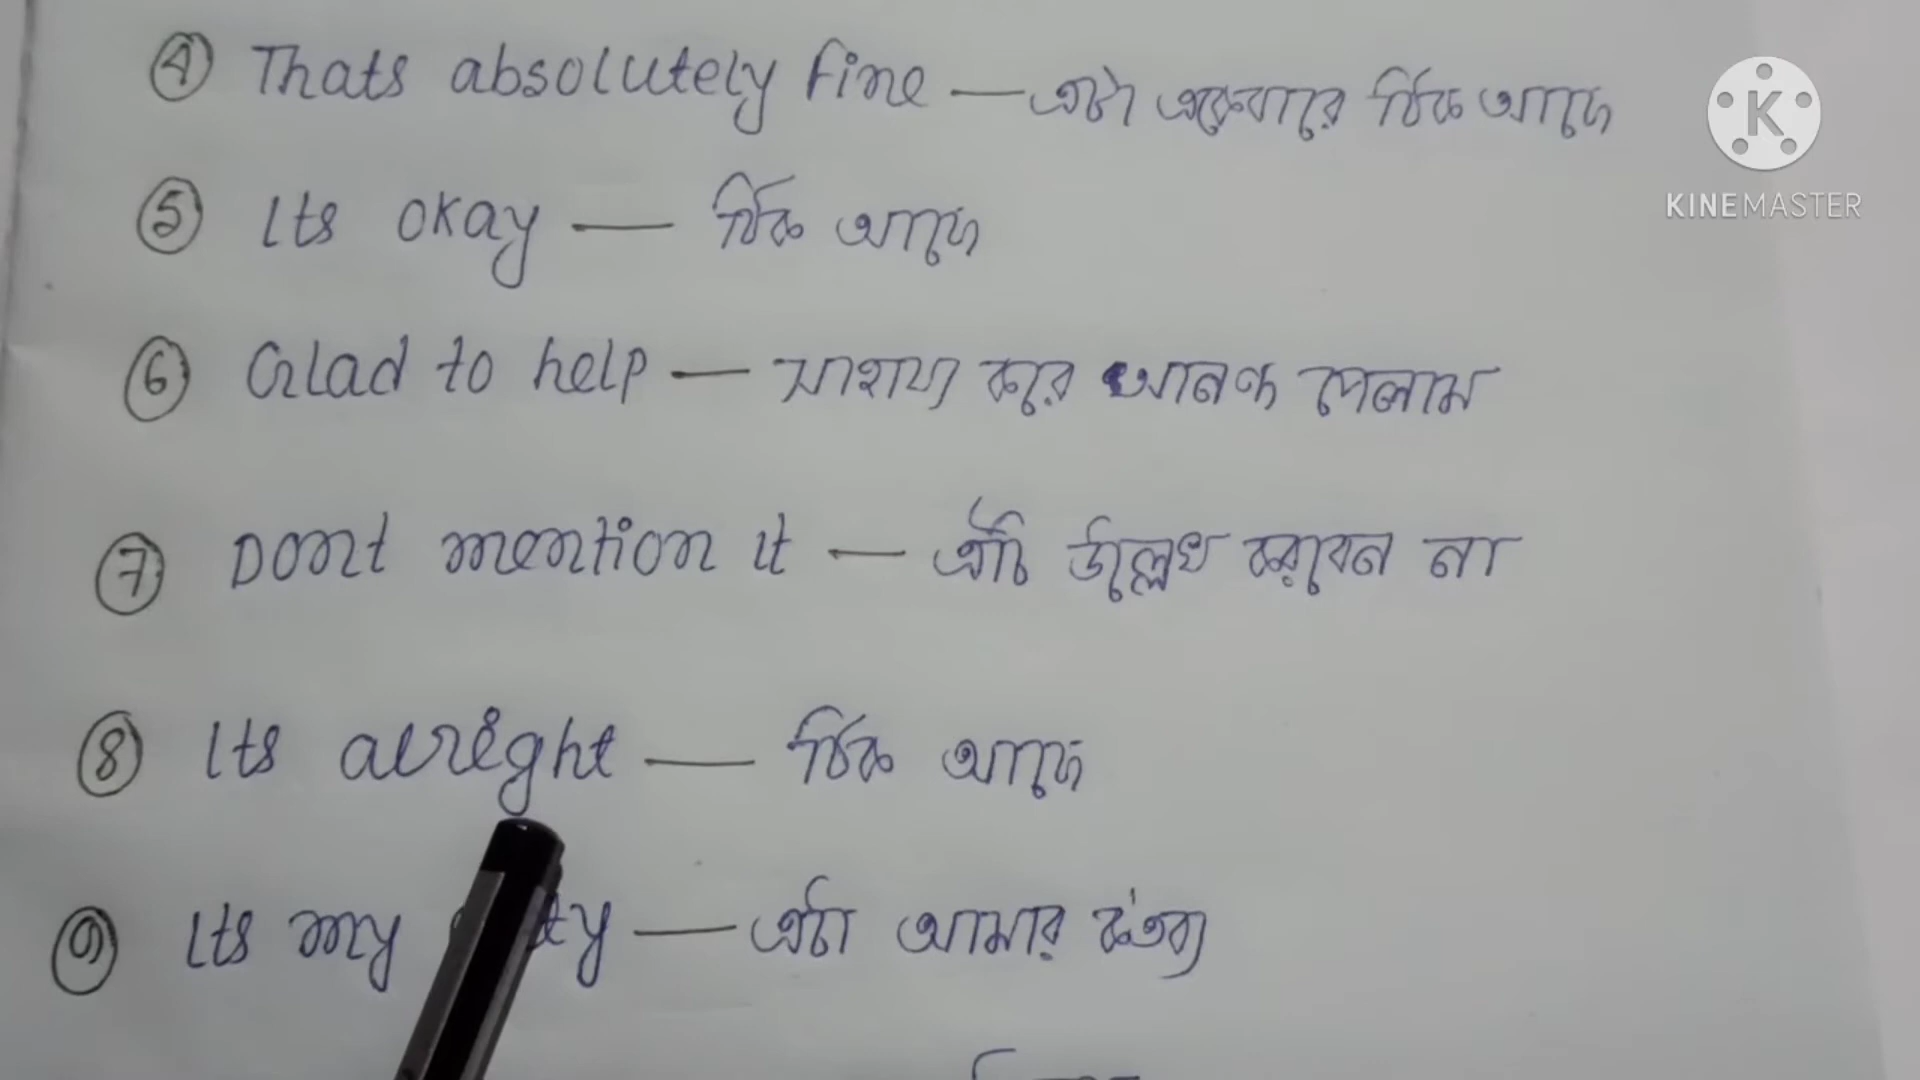 ④ Thats absolutely fine — এটা একেবারে ঠিক আছে
K
KINEMASTER
⑤ Its okay — ঠিক আছে
⑥ Glad to help — সাহায্য করে আনন্দ পেলাম
⑦ Dont mention it — এটি উল্লেখ করবেন না
⑧ Its alright — ঠিক আছে
⑨ Its my — এটা আমার কর্তব্য